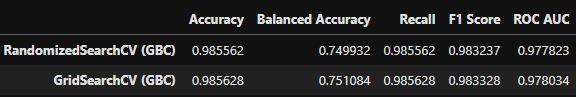 Accuracy Balanced Accuracy Recall F1 Score ROC AUC
RandomizedSearchCV (GBC) 0.985562 0.749932 0.985562 0.983237 0.977823
GridSearchCV (GBC) 0.985628 0.751084 0.985628 0.983328 0.978034